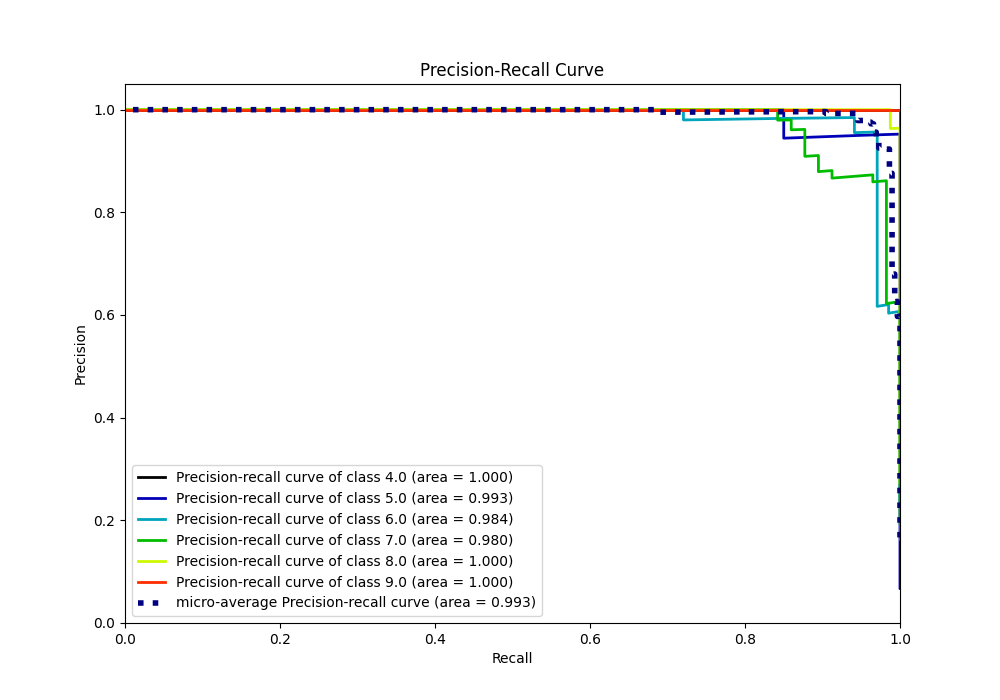 Precision-Recall Curve
Precision
1.0
0.8
0.6
0.4
0.2
0.0
Precision-recall curve of class 4.0 (area = 1.000)
Precision-recall curve of class 5.0 (area = 0.993)
Precision-recall curve of class 6.0 (area = 0.984)
Precision-recall curve of class 7.0 (area = 0.980)
Precision-recall curve of class 8.0 (area = 1.000)
Precision-recall curve of class 9.0 (area = 1.000)
micro-average Precision-recall curve (area = 0.993)
0.0 0.2 0.4 0.6 0.8 1.0
Recall